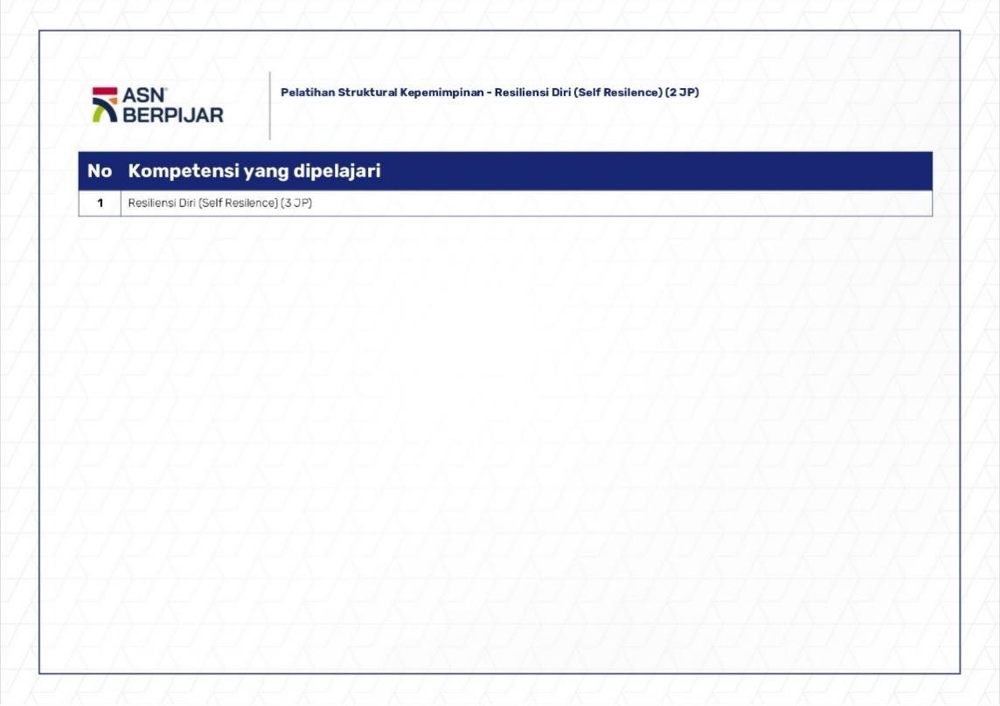 ASN
BERPIJAR
Pelatihan Struktural Kepemimpinan - Resiliensi Diri (Self Resilence) (2 JP)
No Kompetensi yang dipelajari
1 Resiliensi Diri (Self Resilence) (3 JP)